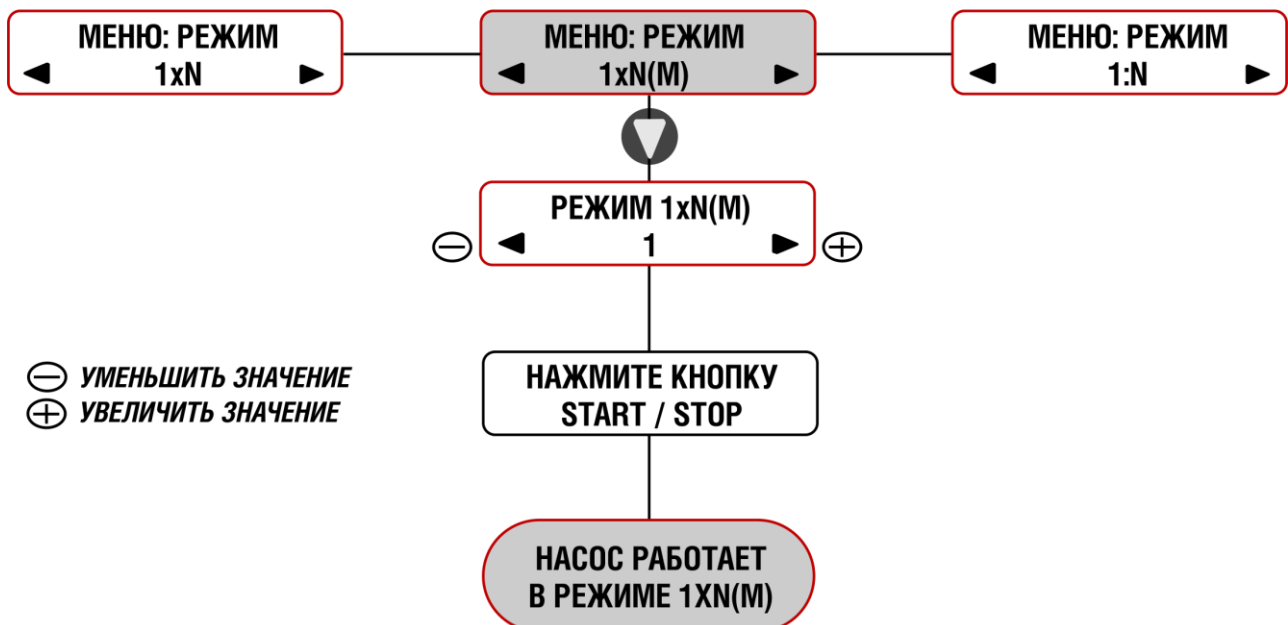 МЕНЮ: РЕЖИМ
1xN
МЕНЮ: РЕЖИМ
1xN(M)
МЕНЮ: РЕЖИМ
1:N
РЕЖИМ 1xN(M)
1
УМЕНЬШИТЬ ЗНАЧЕНИЕ
УВЕЛИЧИТЬ ЗНАЧЕНИЕ
НАЖМИТЕ КНОПКУ
START / STOP
НАСОС РАБОТАЕТ
В РЕЖИМЕ 1XN(M)